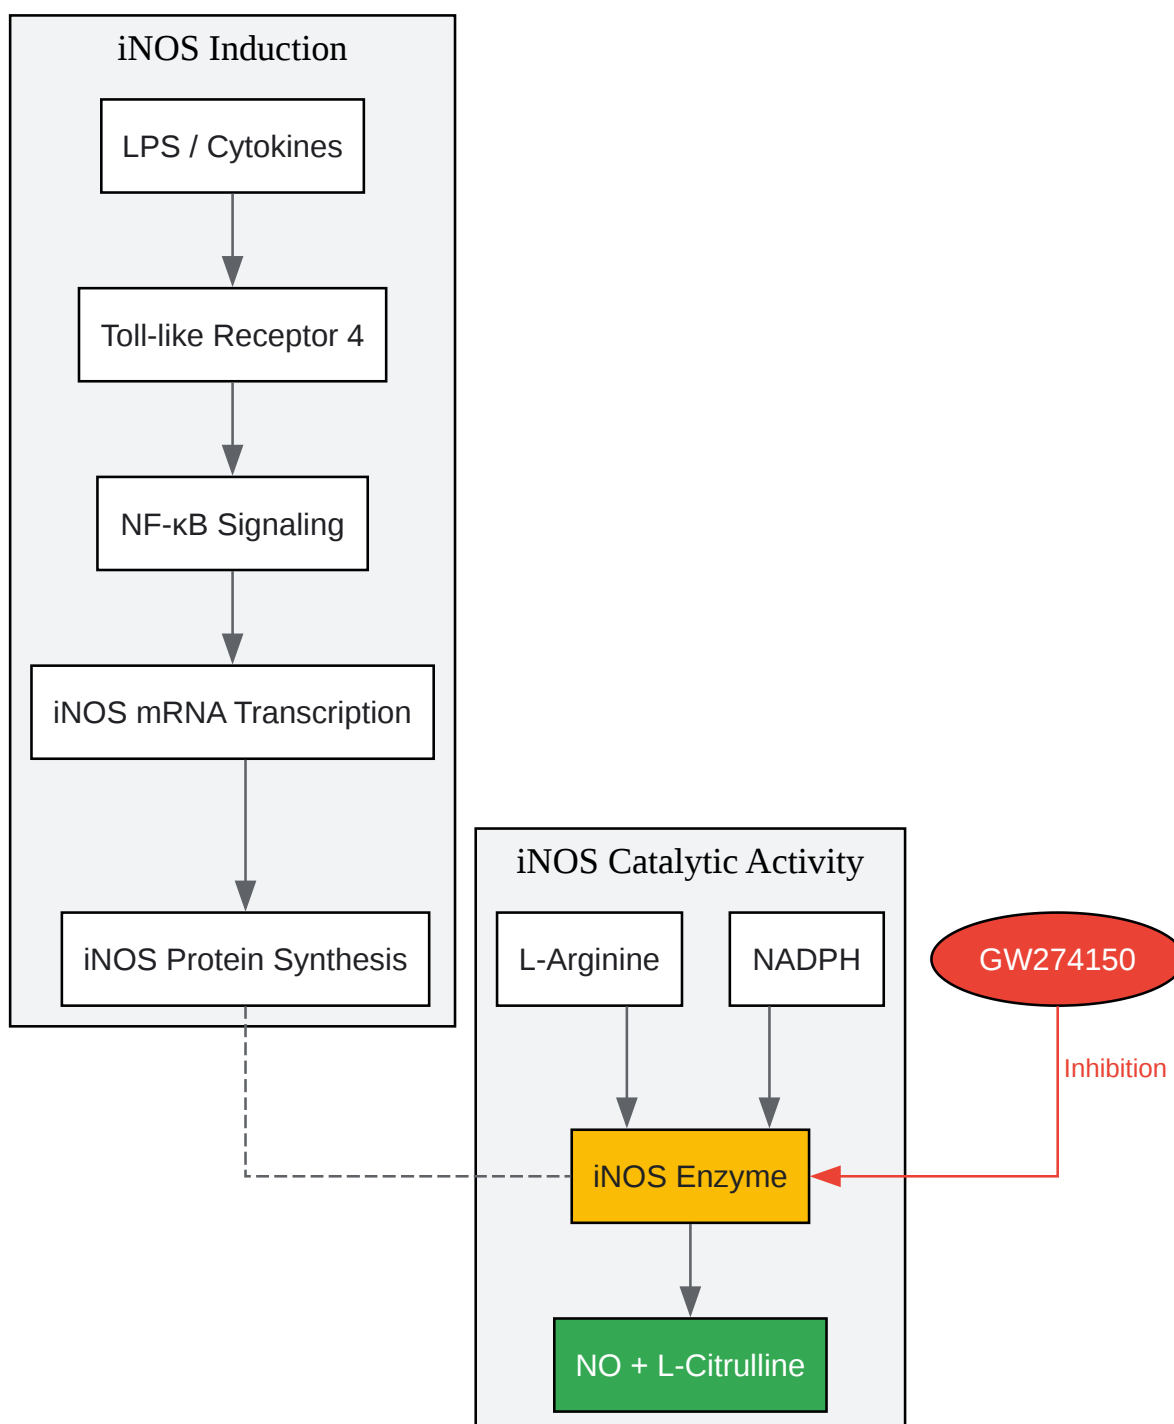 iNOS Induction
LPS / Cytokines
Toll-like Receptor 4
NF-κB Signaling
iNOS mRNA Transcription
iNOS Protein Synthesis
iNOS Catalytic Activity
L-Arginine
NADPH
GW274150
Inhibition
iNOS Enzyme
NO + L-Citrulline